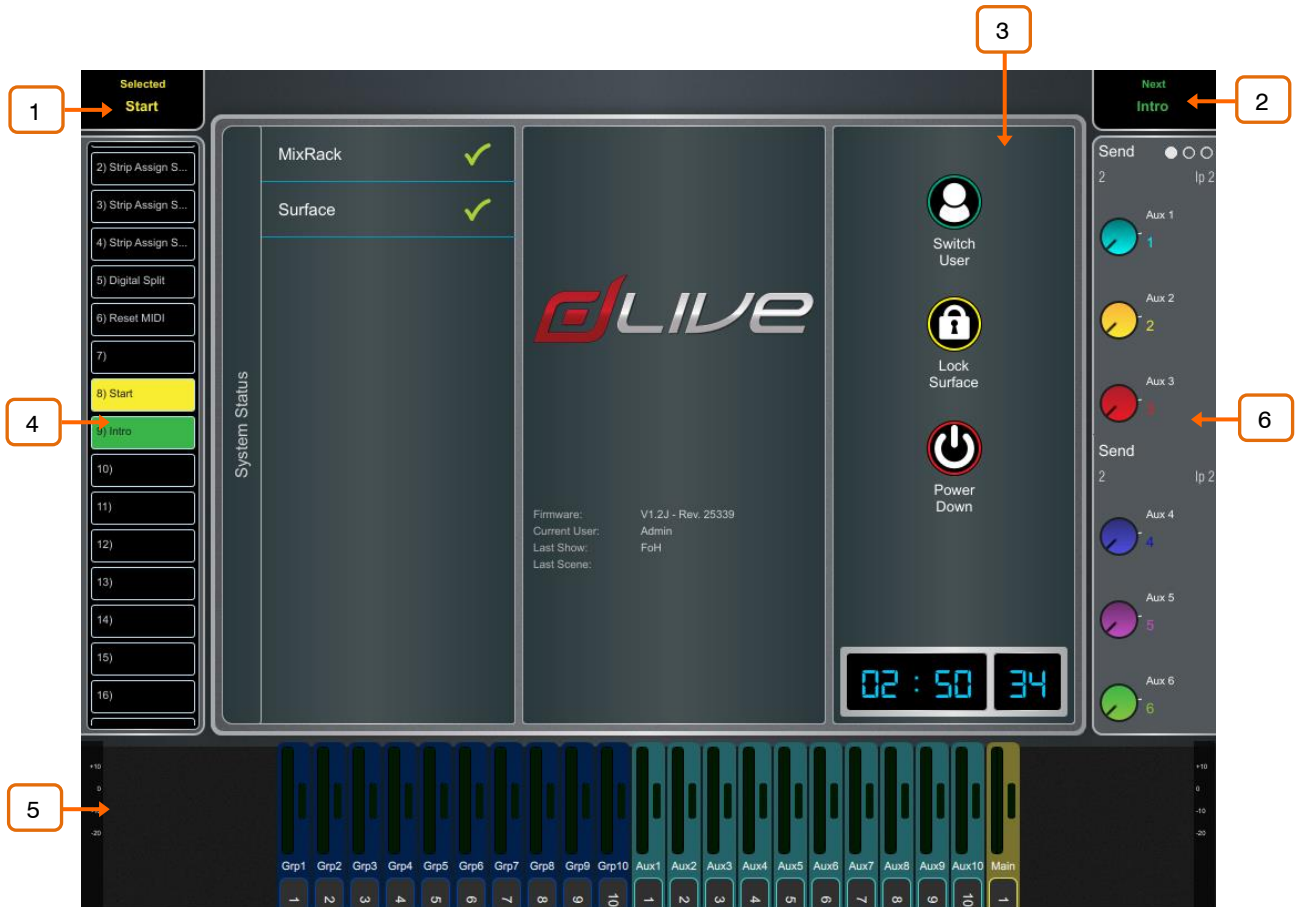 3
Selected
Start
1
Next
Intro
2
2) Strip Assign S...
3) Strip Assign S...
4) Strip Assign S...
5) Digital Split
6) Reset MIDI
7)
8) Start
9) Intro
10)
11)
12)
13)
14)
15)
16)
4
System Status
MixRack
Surface
dLIVE
Firmware: V1.2J - Rev. 25339
Current User: Admin
Last Show: FoH
Last Scene:
Switch
User
Lock
Surface
Power
Down
02 : 50 34
Send
2 Ip 2
Aux 1
1
Aux 2
2
Aux 3
3
Send
2 Ip 2
Aux 4
4
Aux 5
5
Aux 6
6
6
5
+10
0
-20
Grp1 Grp2 Grp3 Grp4 Grp5 Grp6 Grp7 Grp8 Grp9 Grp10 Aux1 Aux2 Aux3 Aux4 Aux5 Aux6 Aux7 Aux8 Aux9 Aux10 Main
1 2 3 4 5 6 7 8 9 10 1 2 3 4 5 6 7 8 9 10 1
+10
0
-10
-20